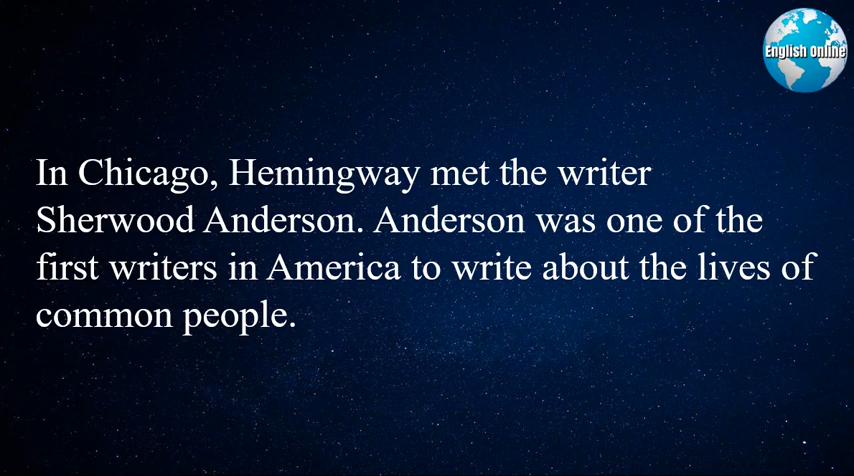 English Online
In Chicago, Hemingway met the writer
Sherwood Anderson. Anderson was one of the
first writers in America to write about the lives of
common people.